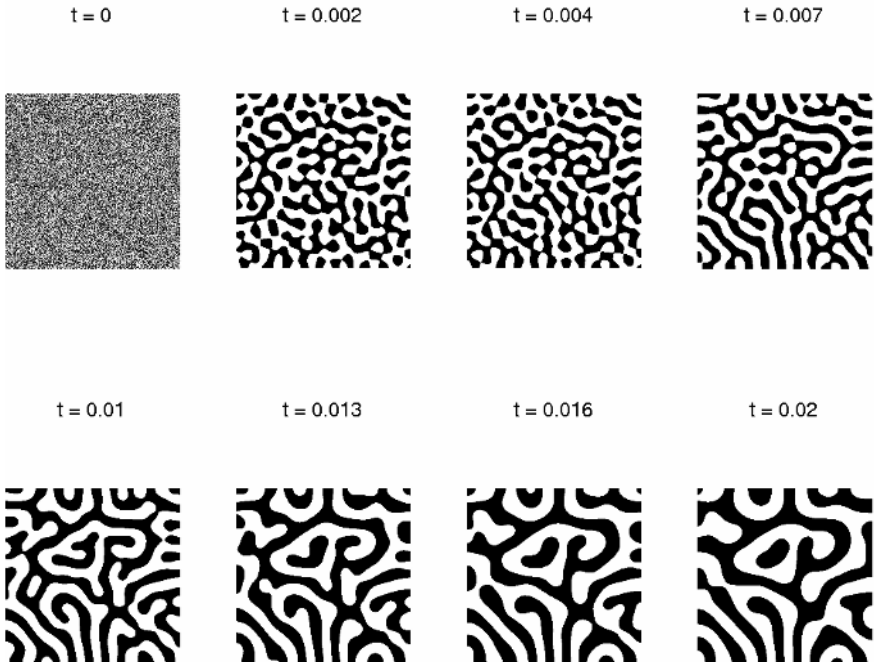 t = 0
t = 0.002
t = 0.004
t = 0.007
t = 0.01
t = 0.013
t = 0.016
t = 0.02